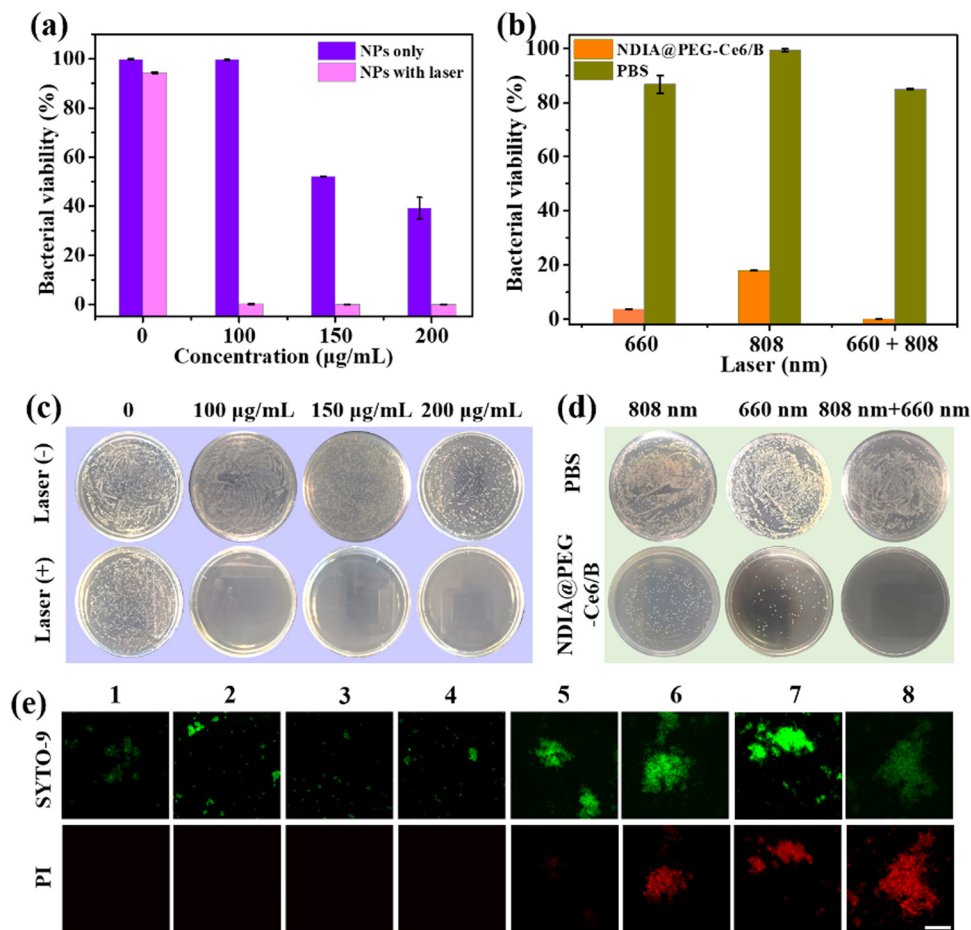 (a)
NPs only
NPs with laser
Bacterial viability (%)
100
80
60
40
20
0
0 100 150 200
Concentration (µg/mL)
(b)
NDIA@PEG-Ce6/B
PBS
Bacterial viability (%)
100
80
60
40
20
0
660 808 660 + 808
Laser (nm)
(c)
0 100 µg/mL 150 µg/mL 200 µg/mL
Laser (-)
Laser (+)
(d)
808 nm 660 nm 808 nm+660 nm
PBS
NDIA@PEG
-Ce6/B
(e)
1 2 3 4 5 6 7 8
SYTO-9
PI